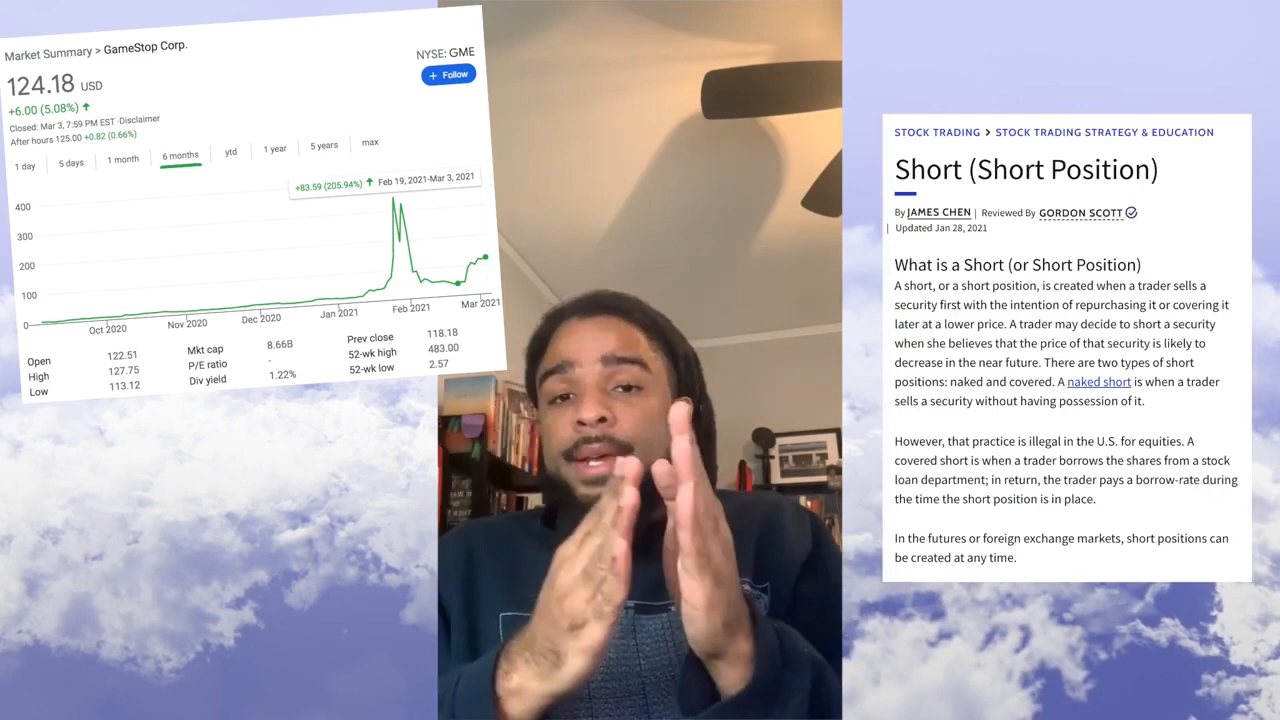 Market Summary > GameStop Corp.
124.18 USD
NYSE: GME
+ Follow
+6.00 (5.08%) ↑
Closed: Mar 3, 7:59 PM EST ·Disclaimer
After hours 125.00 +0.82 (0.66%)
1 day 5 days 1 month 6 months ytd 1 year 5 years max
+83.59 (205.94%) ↑ Feb 19, 2021-Mar 3, 2021
400
300
200
100
0
Oct 2020 Nov 2020 Dec 2020 Jan 2021 Feb 2021 Mar 2021
Open 122.51 Mkt cap 8.66B Prev close 118.18
High 127.75 P/E ratio - 52-wk high 483.00
Low 113.12 Div yield 1.22% 52-wk low 2.57
STOCK TRADING > STOCK TRADING STRATEGY & EDUCATION
Short (Short Position)
By JAMES CHEN | Reviewed By GORDON SCOTT
| Updated Jan 28, 2021
What is a Short (or Short Position)
A short, or a short position, is created when a trader sells a
security first with the intention of repurchasing it or covering it
later at a lower price. A trader may decide to short a security
when she believes that the price of that security is likely to
decrease in the near future. There are two types of short
positions: naked and covered. A naked short is when a trader
sells a security without having possession of it.
However, that practice is illegal in the U.S. for equities. A
covered short is when a trader borrows the shares from a stock
loan department; in return, the trader pays a borrow-rate during
the time the short position is in place.
In the futures or foreign exchange markets, short positions can
be created at any time.